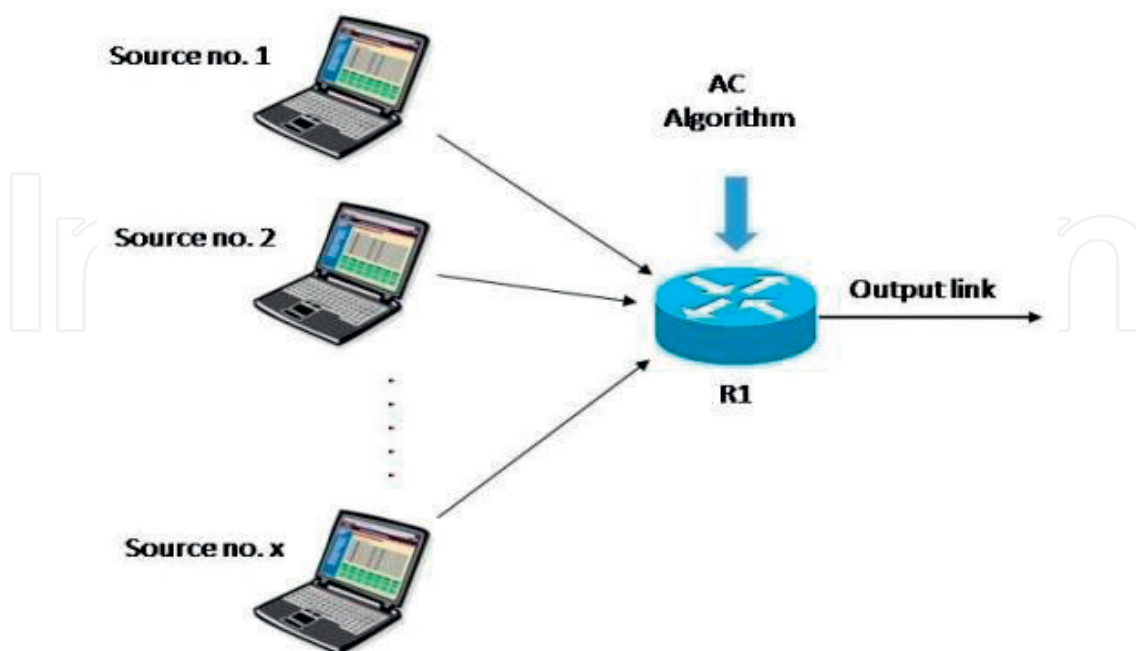 Source no. 1
AC
Algorithm
Source no. 2
Output link
R1
Source no. x